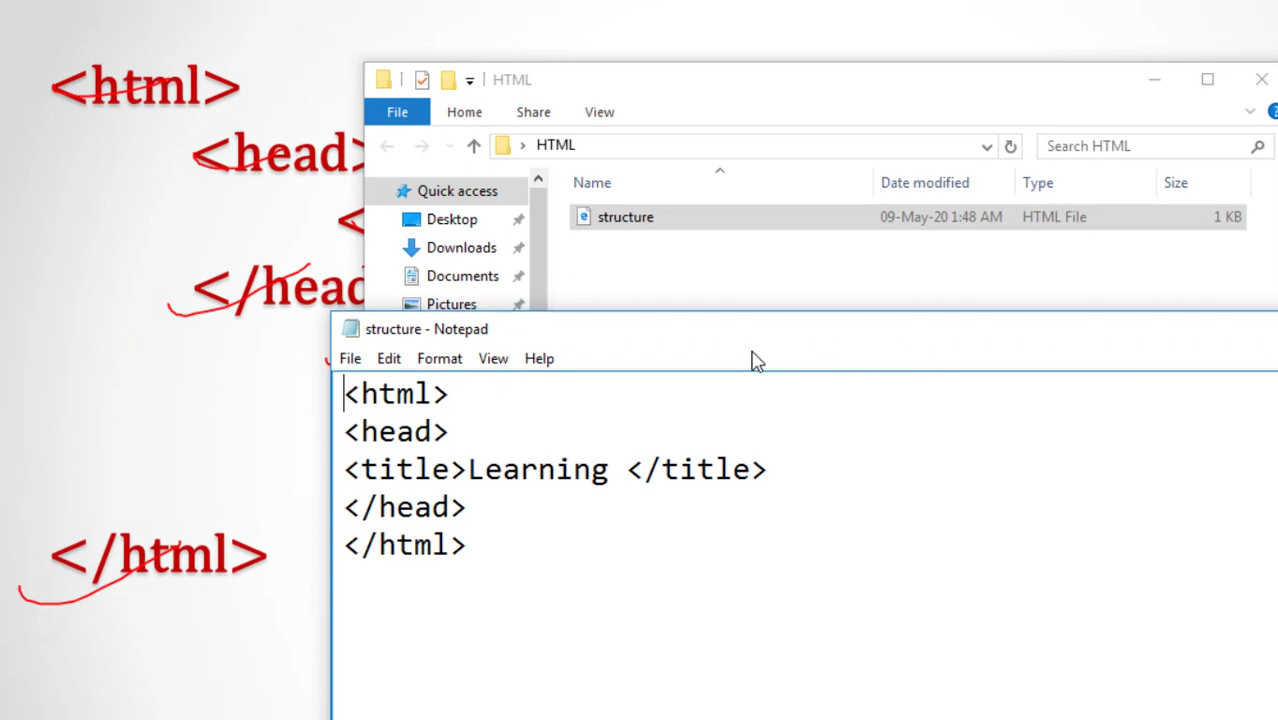 <html>
<head>
<
</head
</html>
HTML
File Home Share View
HTML
Search HTML
Name Date modified Type Size
Quick access
structure 09-May-20 1:48 AM HTML File 1 KB
Desktop
Downloads
Documents
Pictures
structure - Notepad
File Edit Format View Help
<html>
<head>
<title>Learning </title>
</head>
</html>